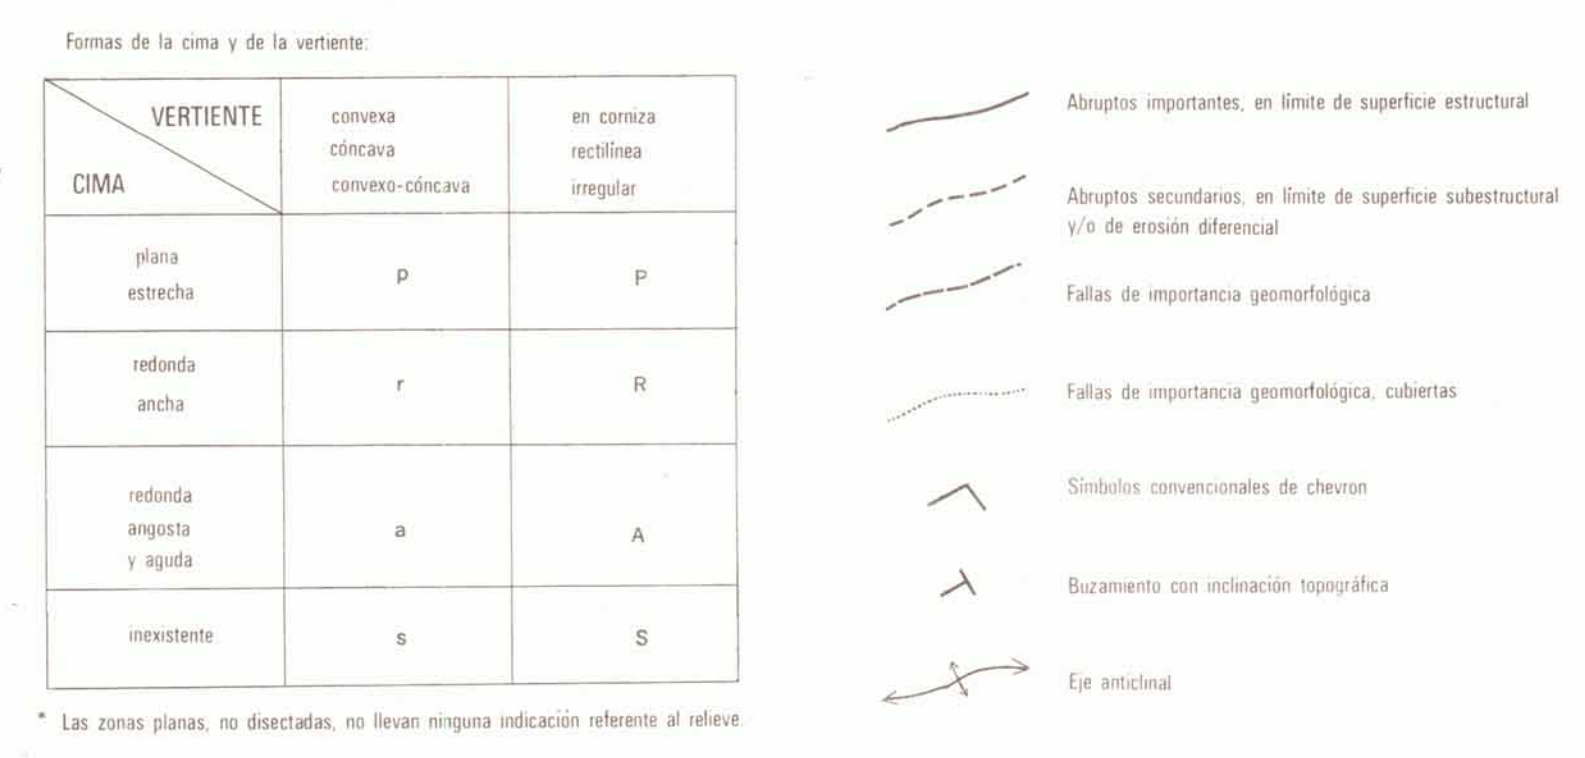 Formas de la cima y de la vertiente:
VERTIENTE
CIMA
convexa
cóncava
convexo-cóncava
en corniza
rectilínea
irregular
plana
estrecha
p
P
redonda
ancha
r
R
redonda
angosta
y aguda
a
A
inexistente
s
S
* Las zonas planas, no disectadas, no llevan ninguna indicación referente al relieve.
Abruptos importantes, en límite de superficie estructural
Abruptos secundarios, en límite de superficie subestructural
y/o de erosión diferencial
Fallas de importancia geomorfológica
Fallas de importancia geomorfológica, cubiertas
Símbolos convencionales de chevron
Buzamiento con inclinación topográfica
Eje anticlinal